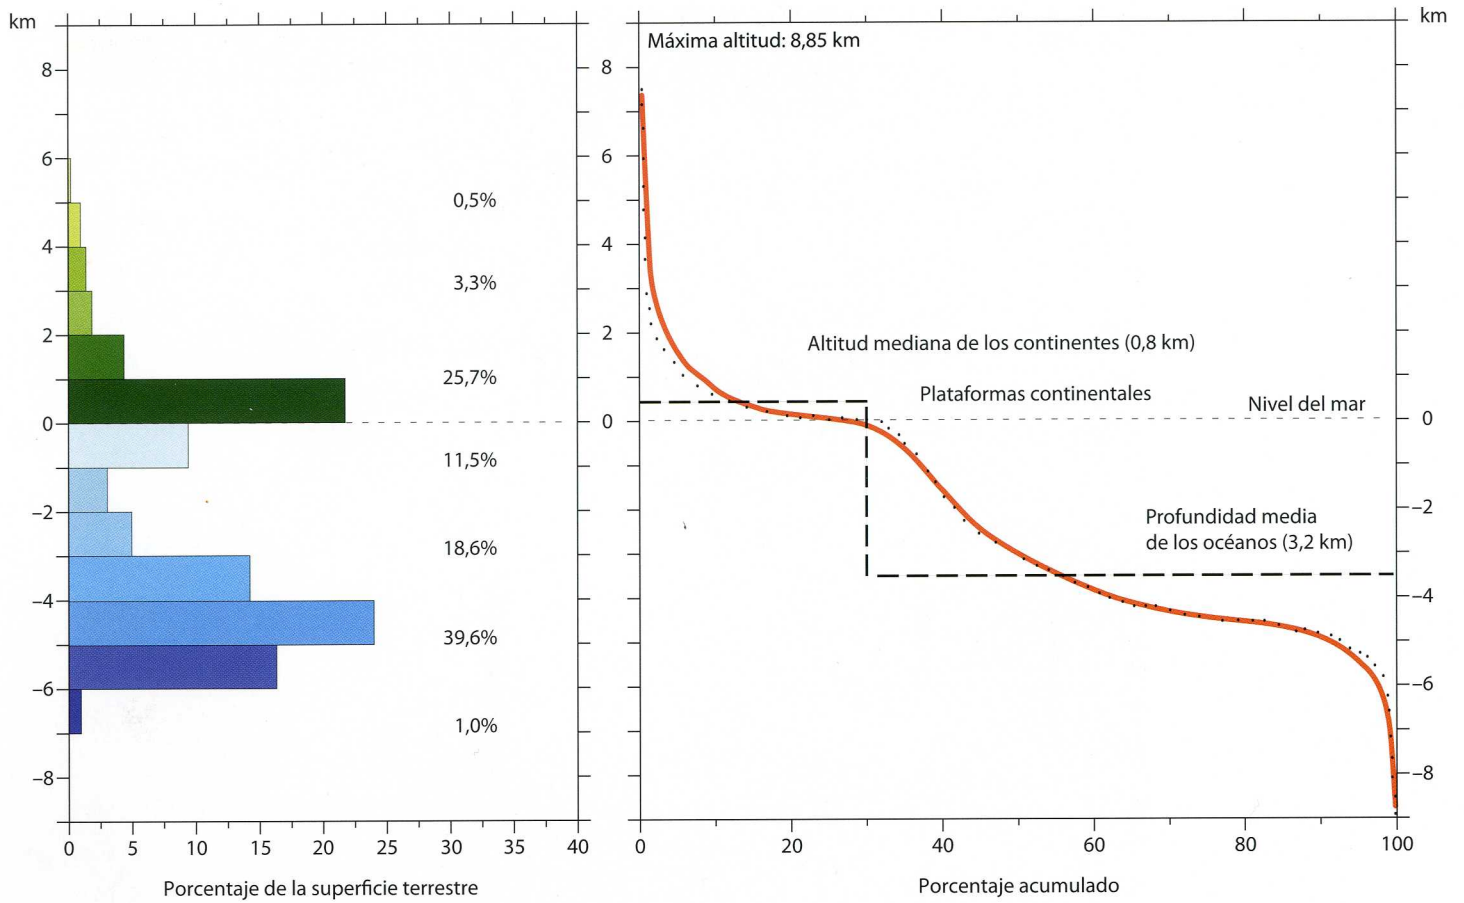 km
8
6
4
2
0
−2
−4
−6
−8
0,5%
3,3%
25,7%
11,5%
18,6%
39,6%
1,0%
0 5 10 15 20 25 30 35 40
Porcentaje de la superficie terrestre
8
6
4
2
0
Máxima altitud: 8,85 km
Altitud mediana de los continentes (0,8 km)
Plataformas continentales
Nivel del mar
Profundidad media
de los océanos (3,2 km)
km
0
−2
−4
−6
−8
0 20 40 60 80 100
Porcentaje acumulado